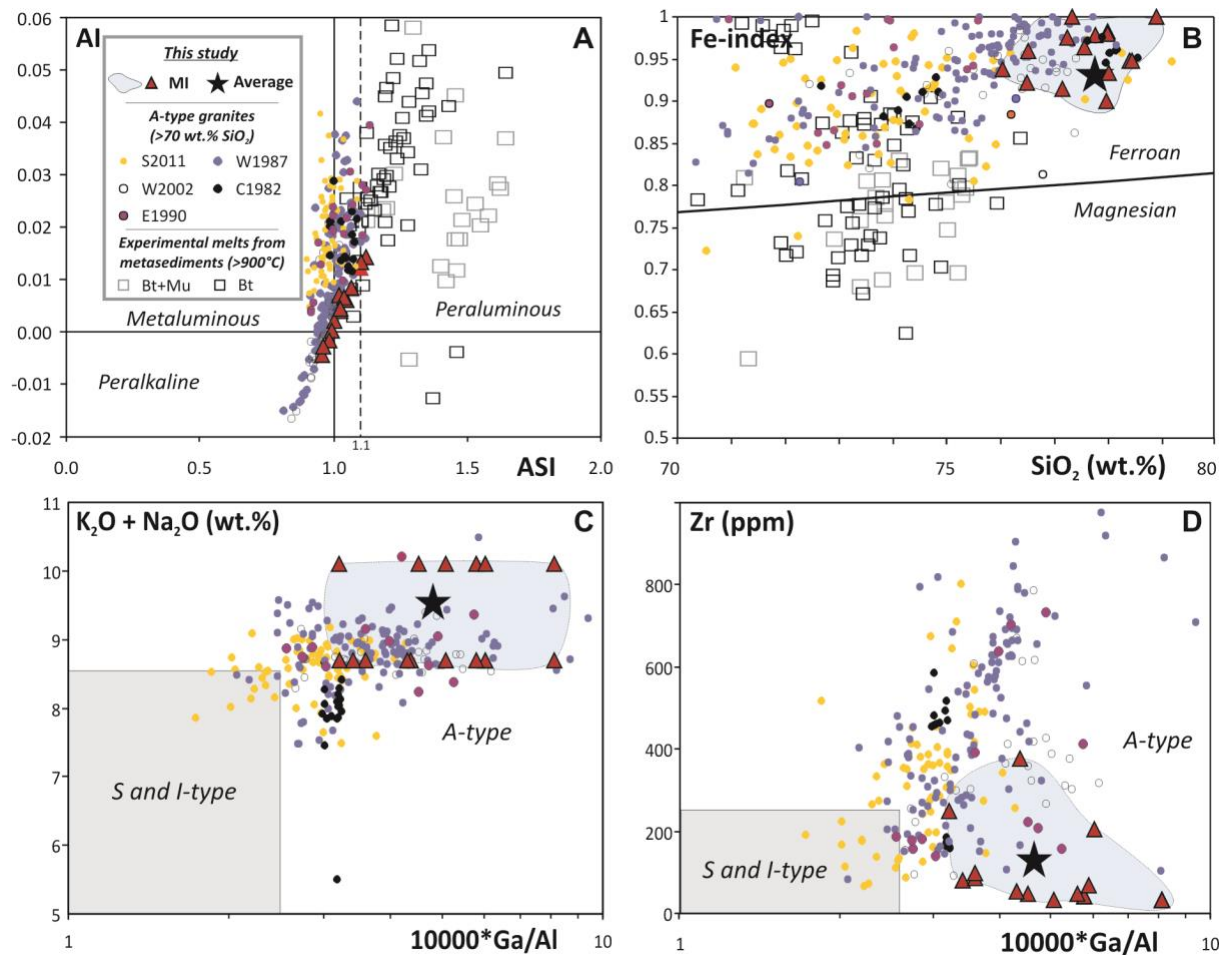 AI
A
This study
MI Average
A-type granites
(>70 wt.% SiO₂)
S2011 W1987
W2002 C1982
E1990
Experimental melts from
metasediments (>900°C)
Bt+Mu Bt
Metaluminous
Peraluminous
Peralkaline
0.06
0.05
0.04
0.03
0.02
0.01
0.00
-0.01
-0.02
0.0 0.5 1.0 1.1 1.5 2.0
ASI
Fe-index
B
Ferroan
Magnesian
1
0.95
0.9
0.85
0.8
0.75
0.7
0.65
0.6
0.55
0.5
70 75 80
SiO₂ (wt.%)
K₂O + Na₂O (wt.%)
C
A-type
S and I-type
11
10
9
8
7
6
5
1 10
10000*Ga/Al
Zr (ppm)
D
A-type
S and I-type
800
600
400
200
0
1 10
10000*Ga/Al